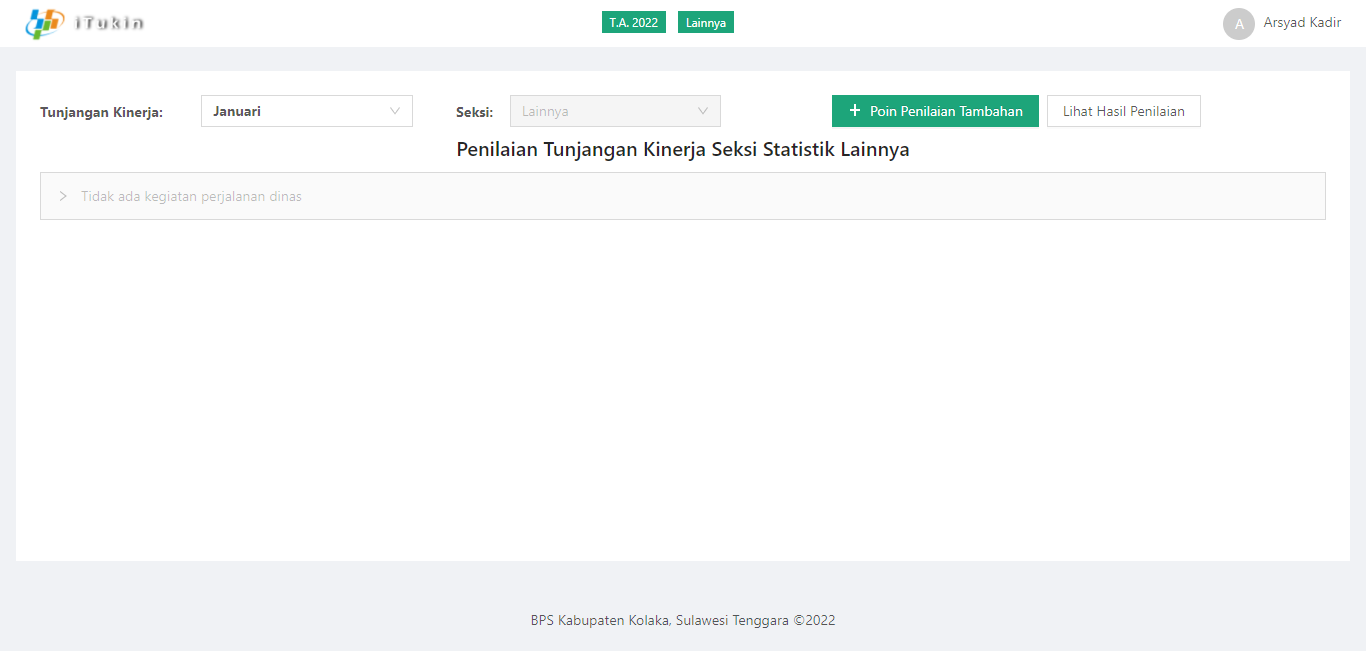 iTukin
T.A. 2022 Lainnya
A Arsyad Kadir
Tunjangan Kinerja: Januari Seksi: Lainnya + Poin Penilaian Tambahan Lihat Hasil Penilaian
Penilaian Tunjangan Kinerja Seksi Statistik Lainnya
Tidak ada kegiatan perjalanan dinas
BPS Kabupaten Kolaka, Sulawesi Tenggara ©2022